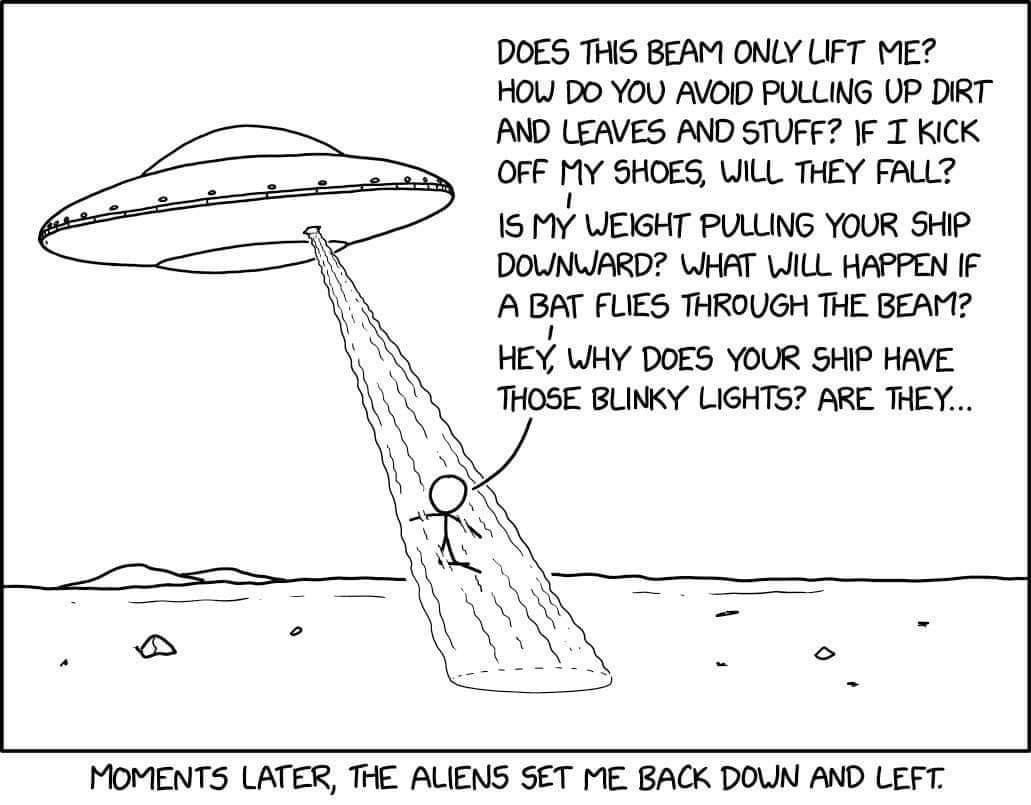 DOES THIS BEAM ONLY LIFT ME?
HOW DO YOU AVOID PULLING UP DIRT
AND LEAVES AND STUFF? IF I KICK
OFF MY SHOES, WILL THEY FALL?
IS MY WEIGHT PULLING YOUR SHIP
DOWNWARD? WHAT WILL HAPPEN IF
A BAT FLIES THROUGH THE BEAM?
HEY, WHY DOES YOUR SHIP HAVE
THOSE BLINKY LIGHTS? ARE THEY...
MOMENTS LATER, THE ALIENS SET ME BACK DOWN AND LEFT.